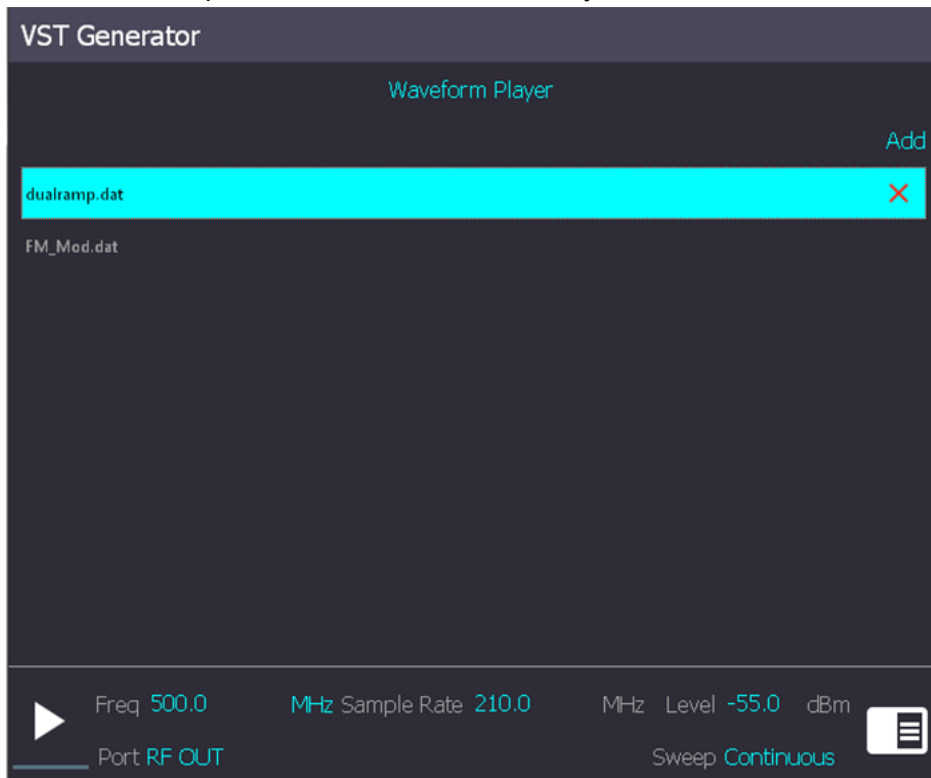 VST Generator
Waveform Player
Add
dualramp.dat
FM_Mod.dat
Freq 500.0 MHz Sample Rate 210.0 MHz Level -55.0 dBm
Port RF OUT Sweep Continuous